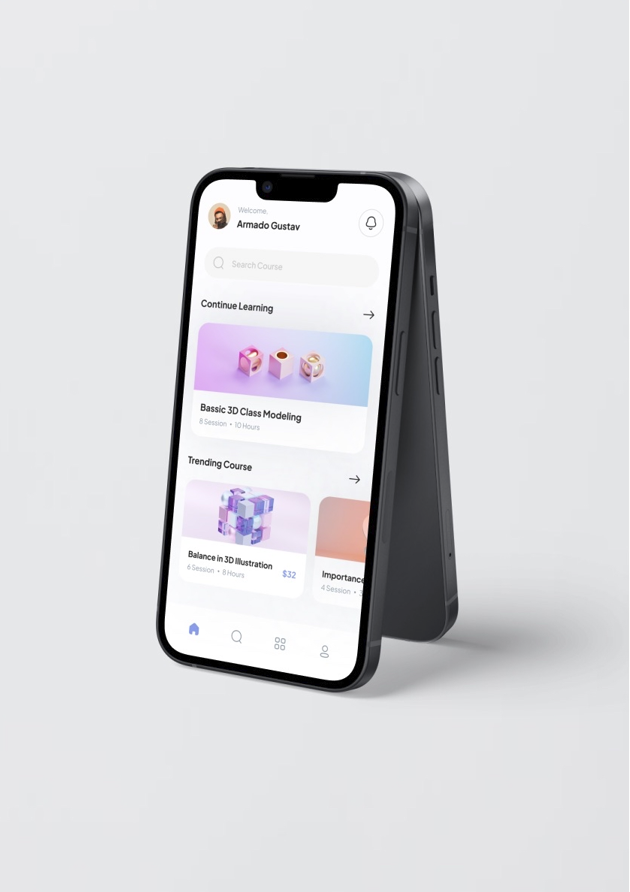 Welcome,
Armado Gustav
Search Course
Continue Learning
Bassic 3D Class Modeling
8 Session • 10 Hours
Trending Course
Balance in 3D Illustration
6 Session • 8 Hours
$32
Importance
4 Session •